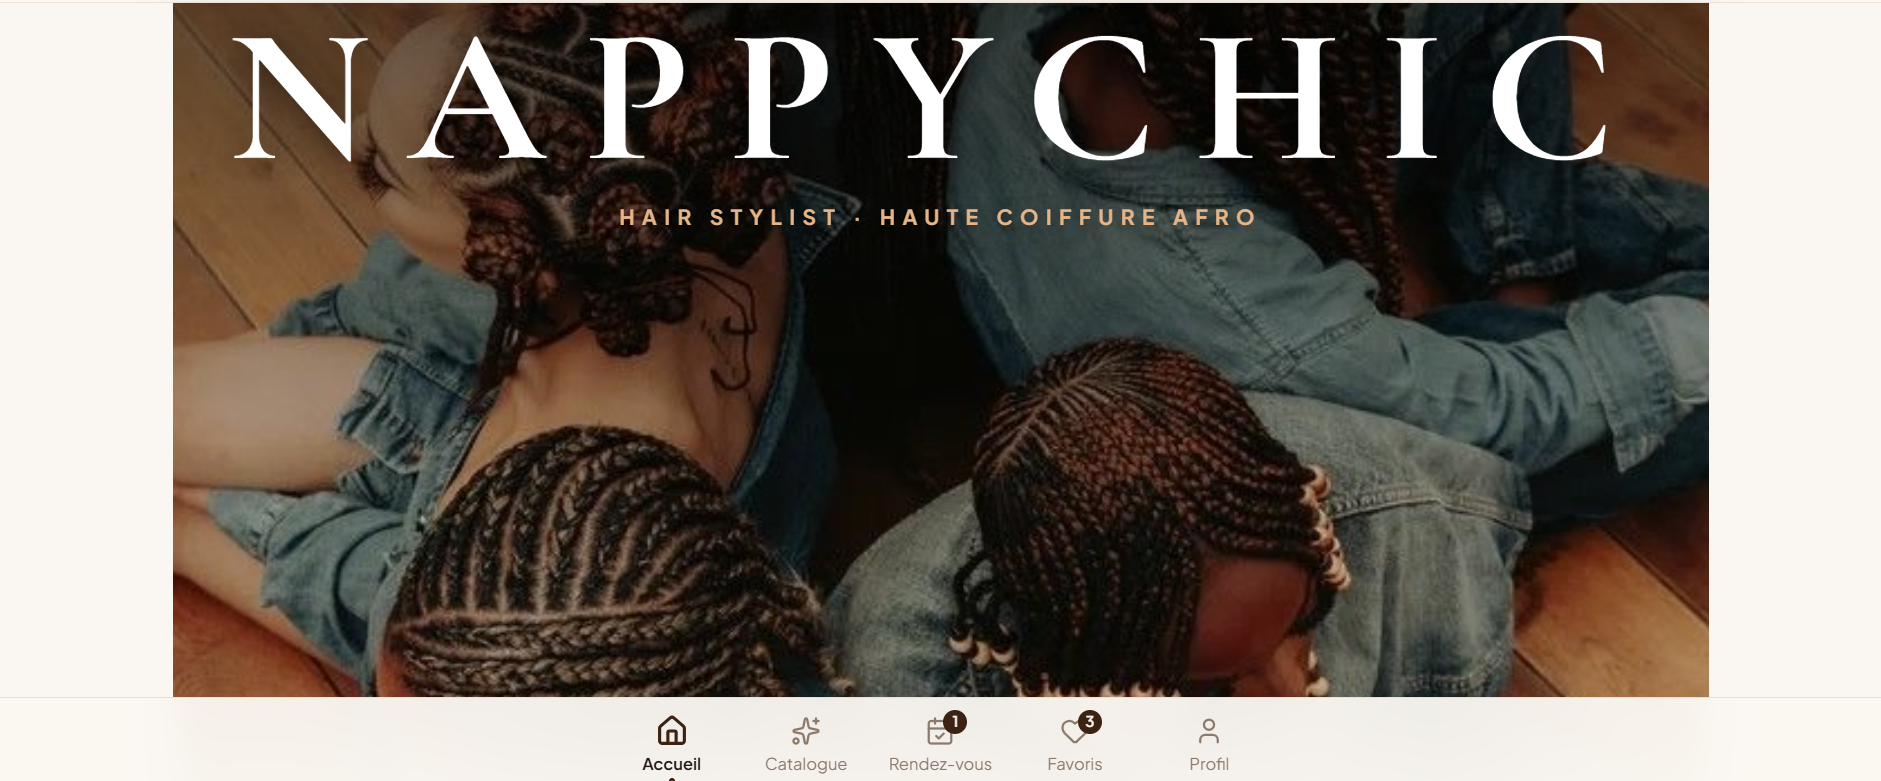 NAPPYCHIC
HAIR STYLIST · HAUTE COIFFURE AFRO
1
3
Accueil
Catalogue
Rendez-vous
Favoris
Profil